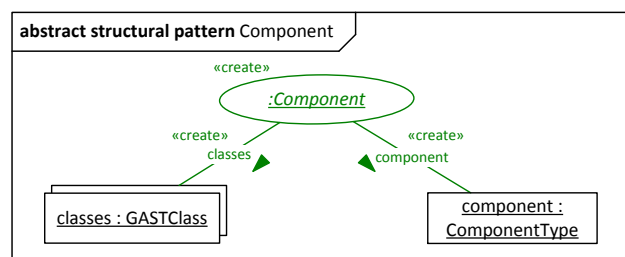 abstract structural pattern Component
«create»
:Component
«create»
«create»
classes
component
classes : GASTClass
component :
ComponentType